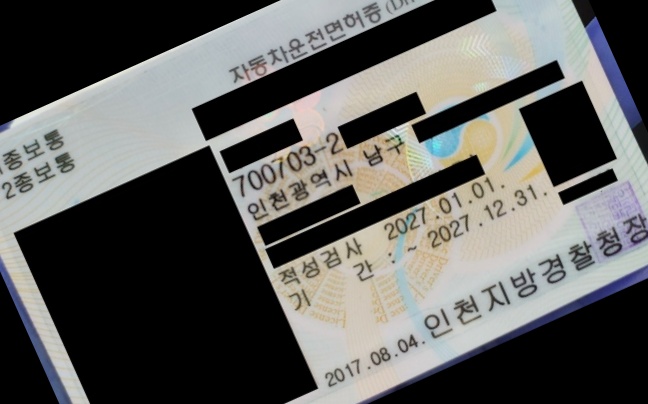 자동차운전면허증
종보통
2종보통
700703-2
인천광역시 남구
적성검사 2027.01.01.
기 간 : ~ 2027.12.31.
2017.08.04. 인천지방경찰청장